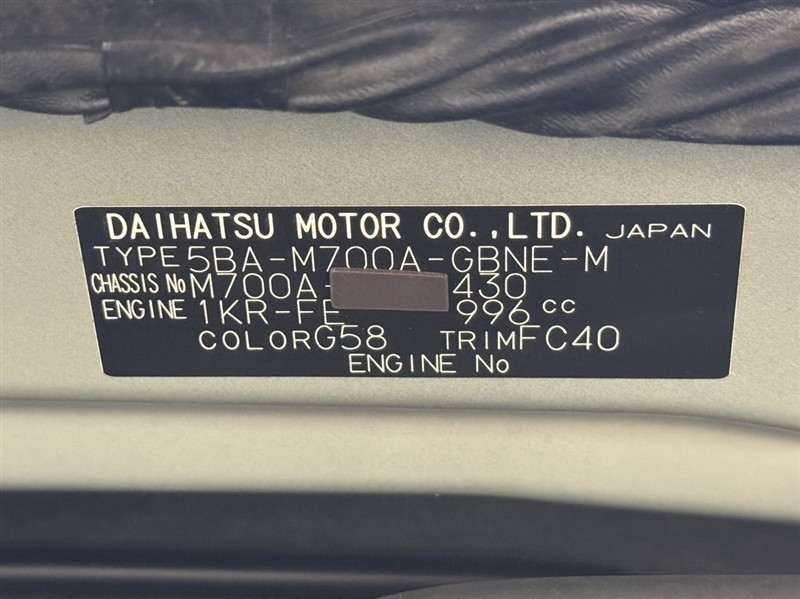 DAIHATSU MOTOR CO.,LTD. JAPAN
TYPE 5BA-M700A-GBNE-M
CHASSIS No M700A- 430
ENGINE 1KR-FE 996 cc
COLOR G58 TRIM FC40
ENGINE No